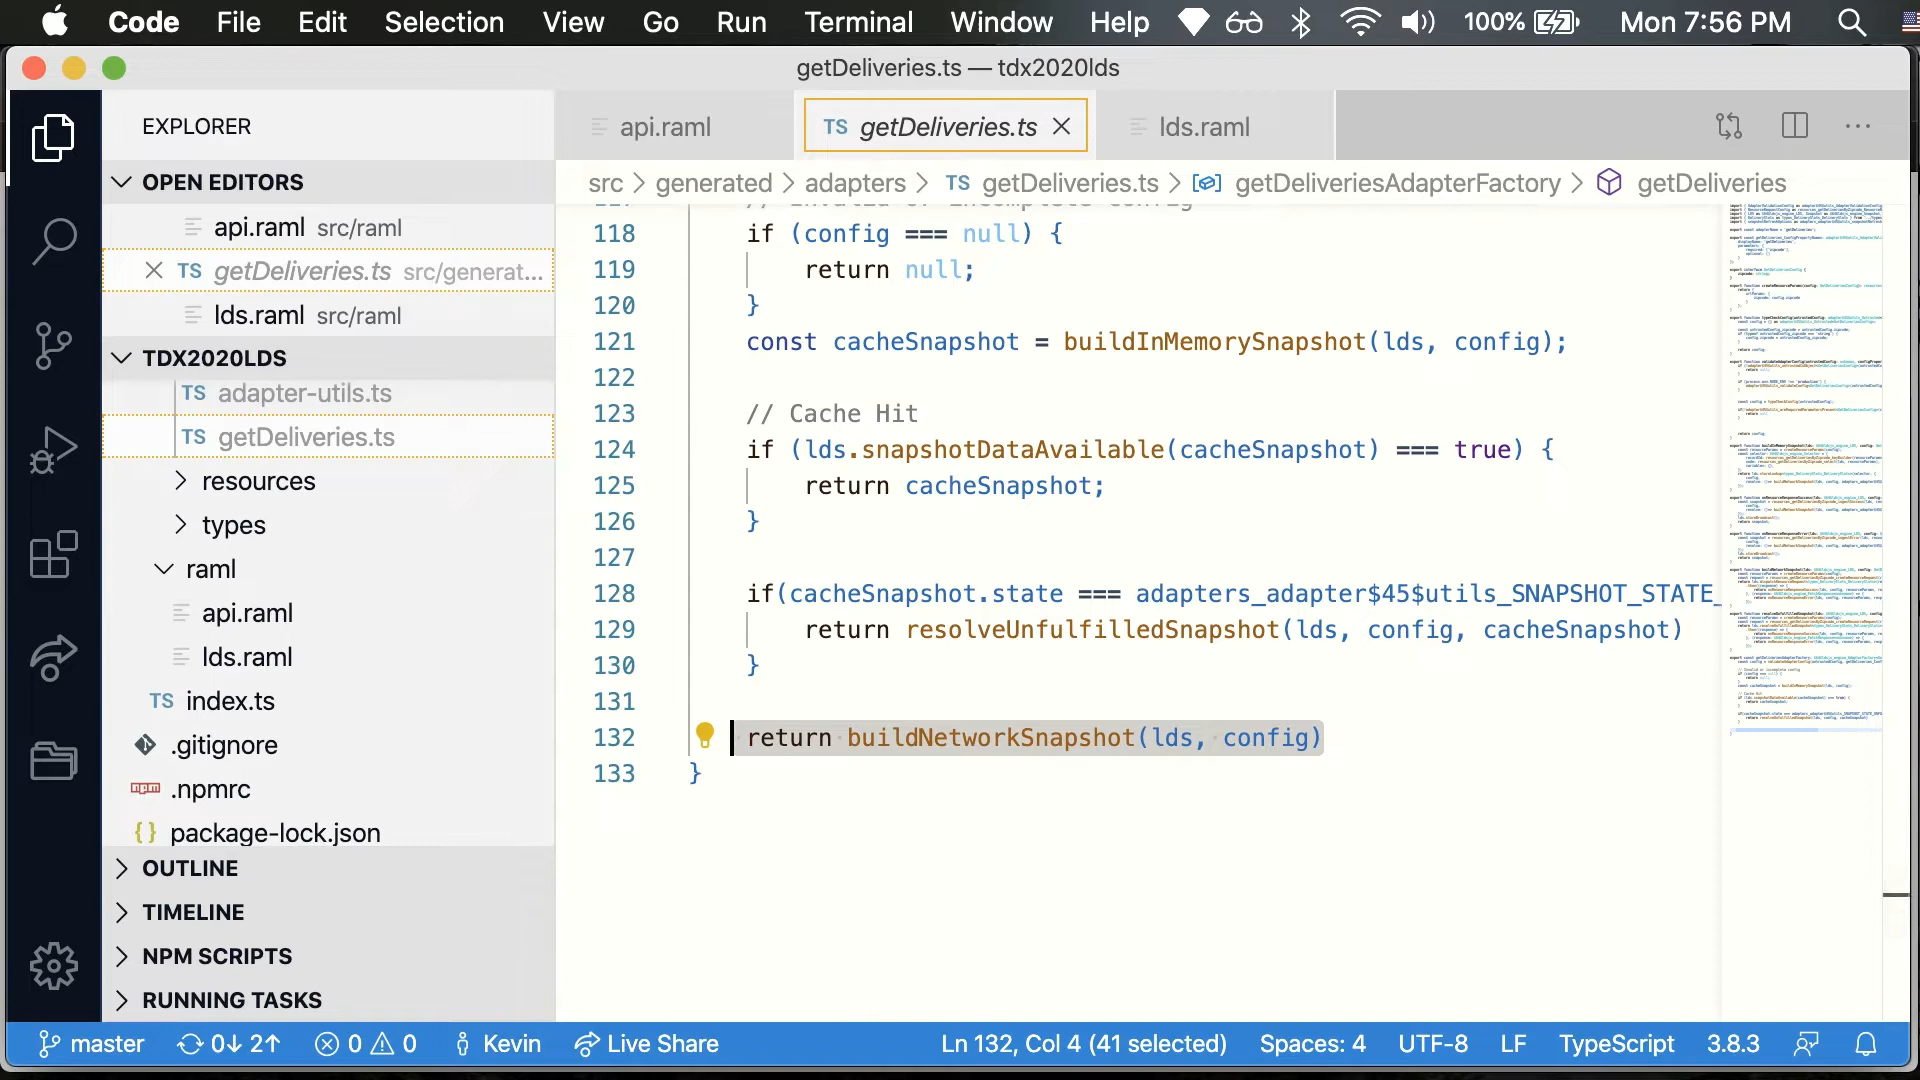 Code File Edit Selection View Go Run Terminal Window Help 100% Mon 7:56 PM
getDeliveries.ts — tdx2020lds
EXPLORER
OPEN EDITORS
api.raml src/raml
TS getDeliveries.ts src/generat...
lds.raml src/raml
TDX2020LDS
TS adapter-utils.ts
TS getDeliveries.ts
resources
types
raml
api.raml
lds.raml
TS index.ts
.gitignore
.npmrc
{} package-lock.json
OUTLINE
TIMELINE
NPM SCRIPTS
RUNNING TASKS
api.raml TS getDeliveries.ts lds.raml
src > generated > adapters > TS getDeliveries.ts > getDeliveriesAdapterFactory > getDeliveries
118 if (config === null) {
119 return null;
120 }
121 const cacheSnapshot = buildInMemorySnapshot(lds, config);
122
123 // Cache Hit
124 if (lds.snapshotDataAvailable(cacheSnapshot) === true) {
125 return cacheSnapshot;
126 }
127
128 if(cacheSnapshot.state === adapters_adapter$45$utils_SNAPSHOT_STATE_
129 return resolveUnfulfilledSnapshot(lds, config, cacheSnapshot)
130 }
131
132 return buildNetworkSnapshot(lds, config)
133 }
master 0↓ 2↑ 0 0 Kevin Live Share Ln 132, Col 4 (41 selected) Spaces: 4 UTF-8 LF TypeScript 3.8.3